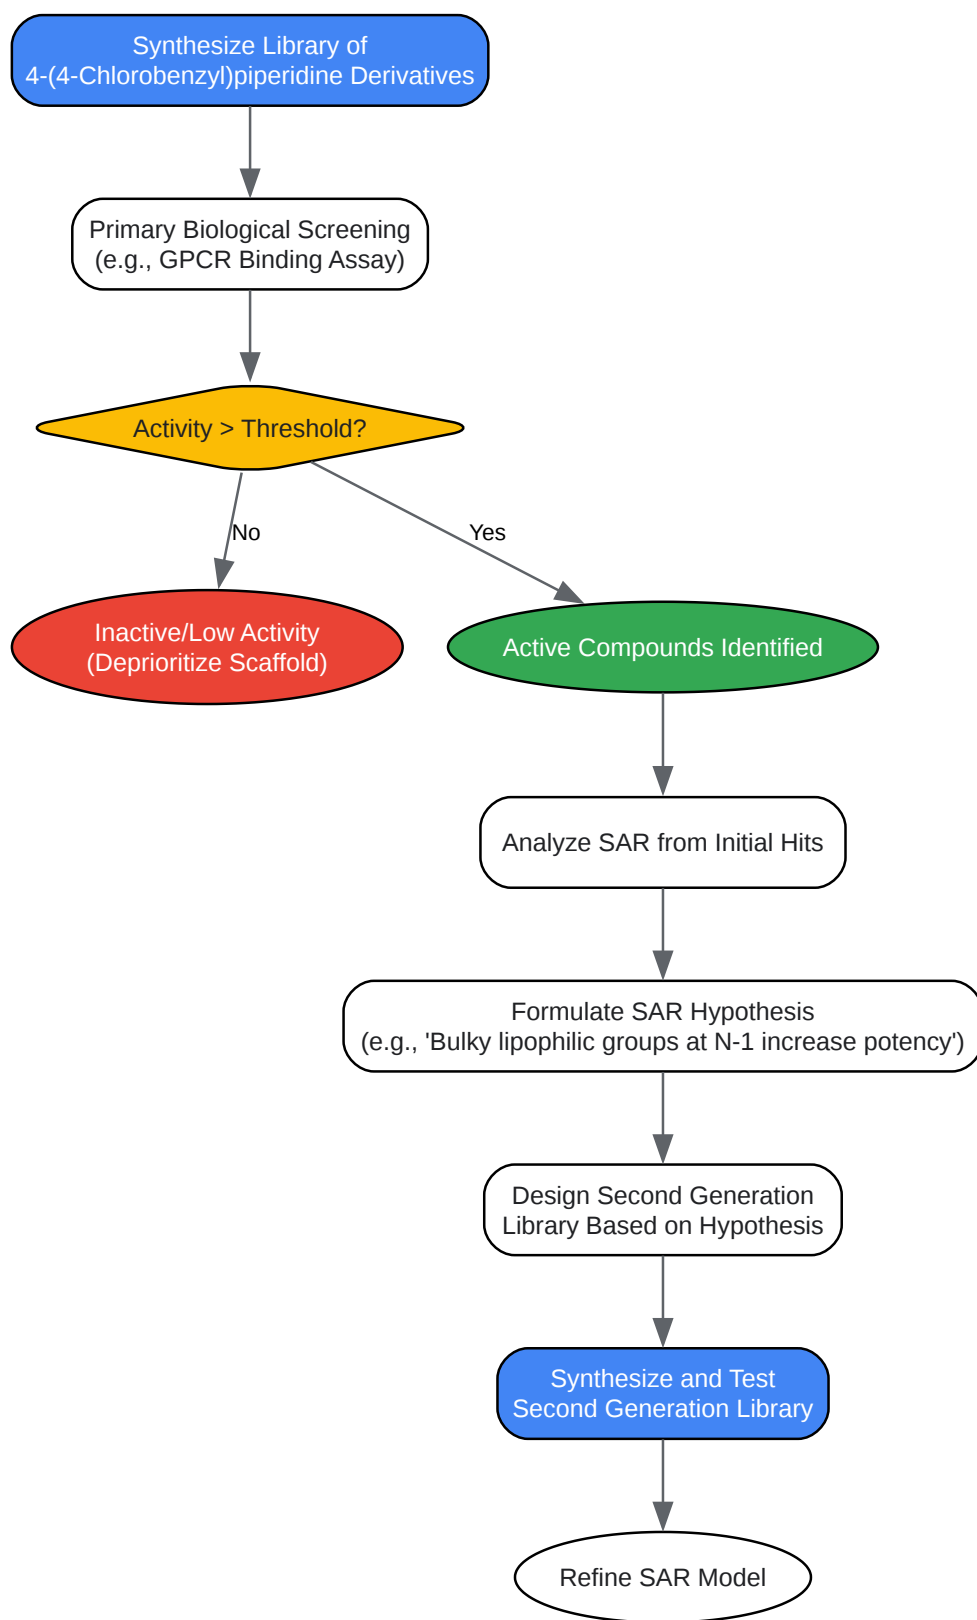 Synthesize Library of
4-(4-Chlorobenzyl)piperidine Derivatives
Primary Biological Screening
(e.g., GPCR Binding Assay)
Activity > Threshold?
No
Yes
Inactive/Low Activity
(Deprioritize Scaffold)
Active Compounds Identified
Analyze SAR from Initial Hits
Formulate SAR Hypothesis
(e.g., 'Bulky lipophilic groups at N-1 increase potency')
Design Second Generation
Library Based on Hypothesis
Synthesize and Test
Second Generation Library
Refine SAR Model